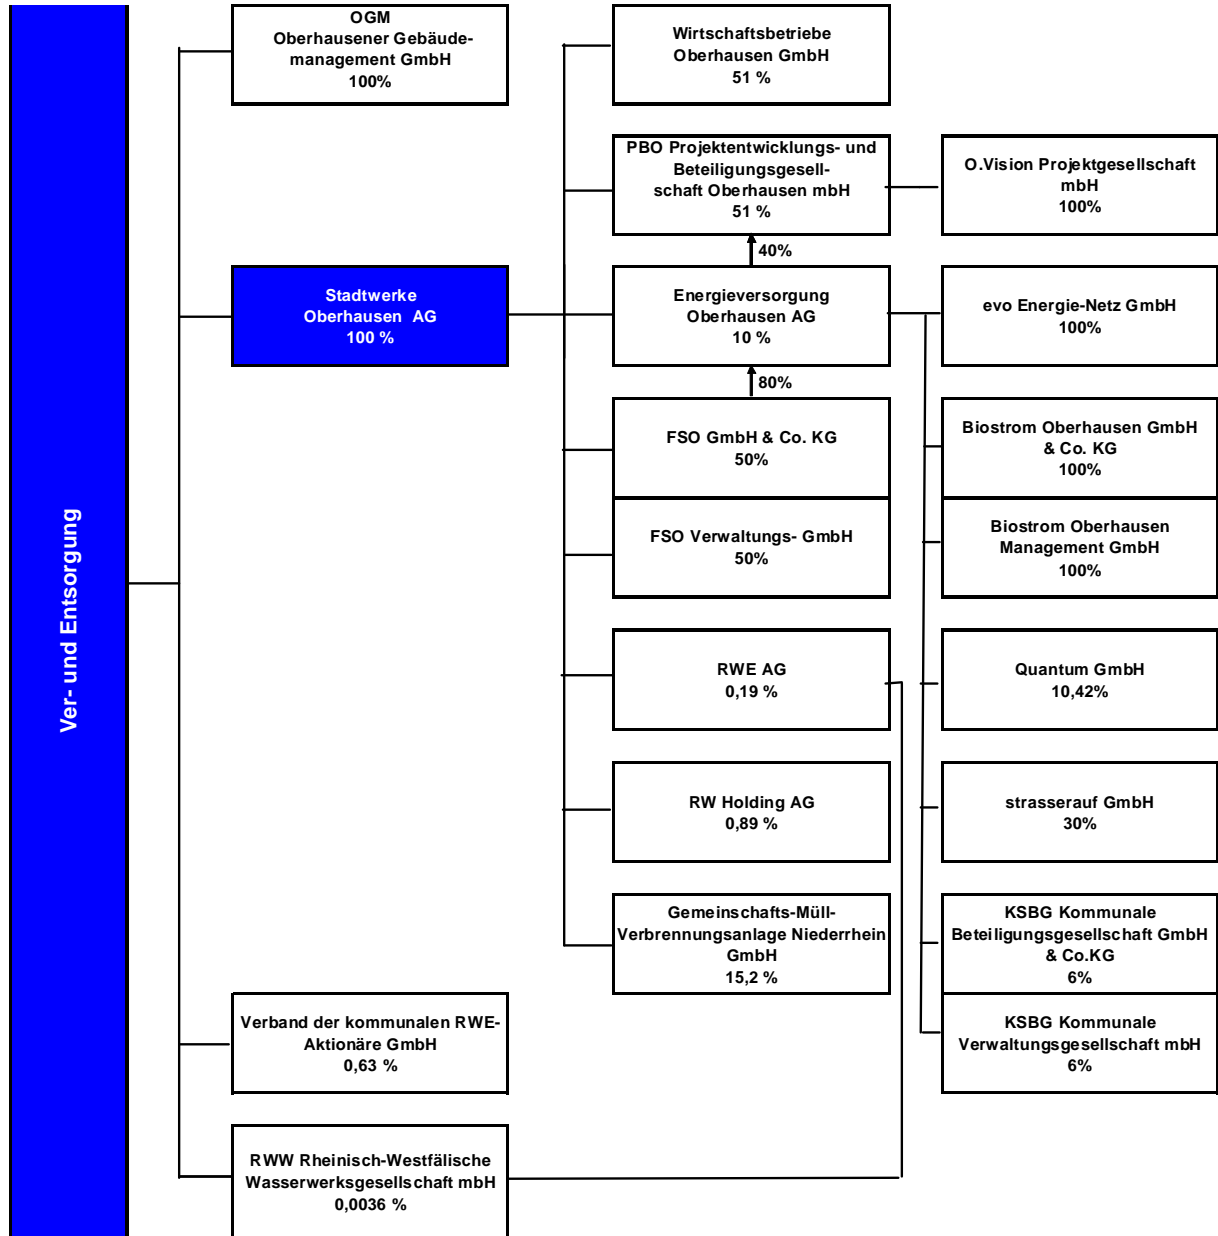 Ver- und Entsorgung
OGM
Oberhausener Gebäude-
management GmbH
100%
Stadtwerke
Oberhausen AG
100 %
Verband der kommunalen RWE-
Aktionäre GmbH
0,63 %
RWW Rheinisch-Westfälische
Wasserwerksgesellschaft mbH
0,0036 %
Wirtschaftsbetriebe
Oberhausen GmbH
51 %
PBO Projektentwicklungs- und
Beteiligungsgesell-
schaft Oberhausen mbH
51 %
40%
Energieversorgung
Oberhausen AG
10 %
80%
FSO GmbH & Co. KG
50%
FSO Verwaltungs- GmbH
50%
RWE AG
0,19 %
RW Holding AG
0,89 %
Gemeinschafts-Müll-
Verbrennungsanlage Niederrhein
GmbH
15,2 %
O.Vision Projektgesellschaft
mbH
100%
evo Energie-Netz GmbH
100%
Biostrom Oberhausen GmbH
& Co. KG
100%
Biostrom Oberhausen
Management GmbH
100%
Quantum GmbH
10,42%
strasserauf GmbH
30%
KSBG Kommunale
Beteiligungsgesellschaft GmbH
& Co.KG
6%
KSBG Kommunale
Verwaltungsgesellschaft mbH
6%